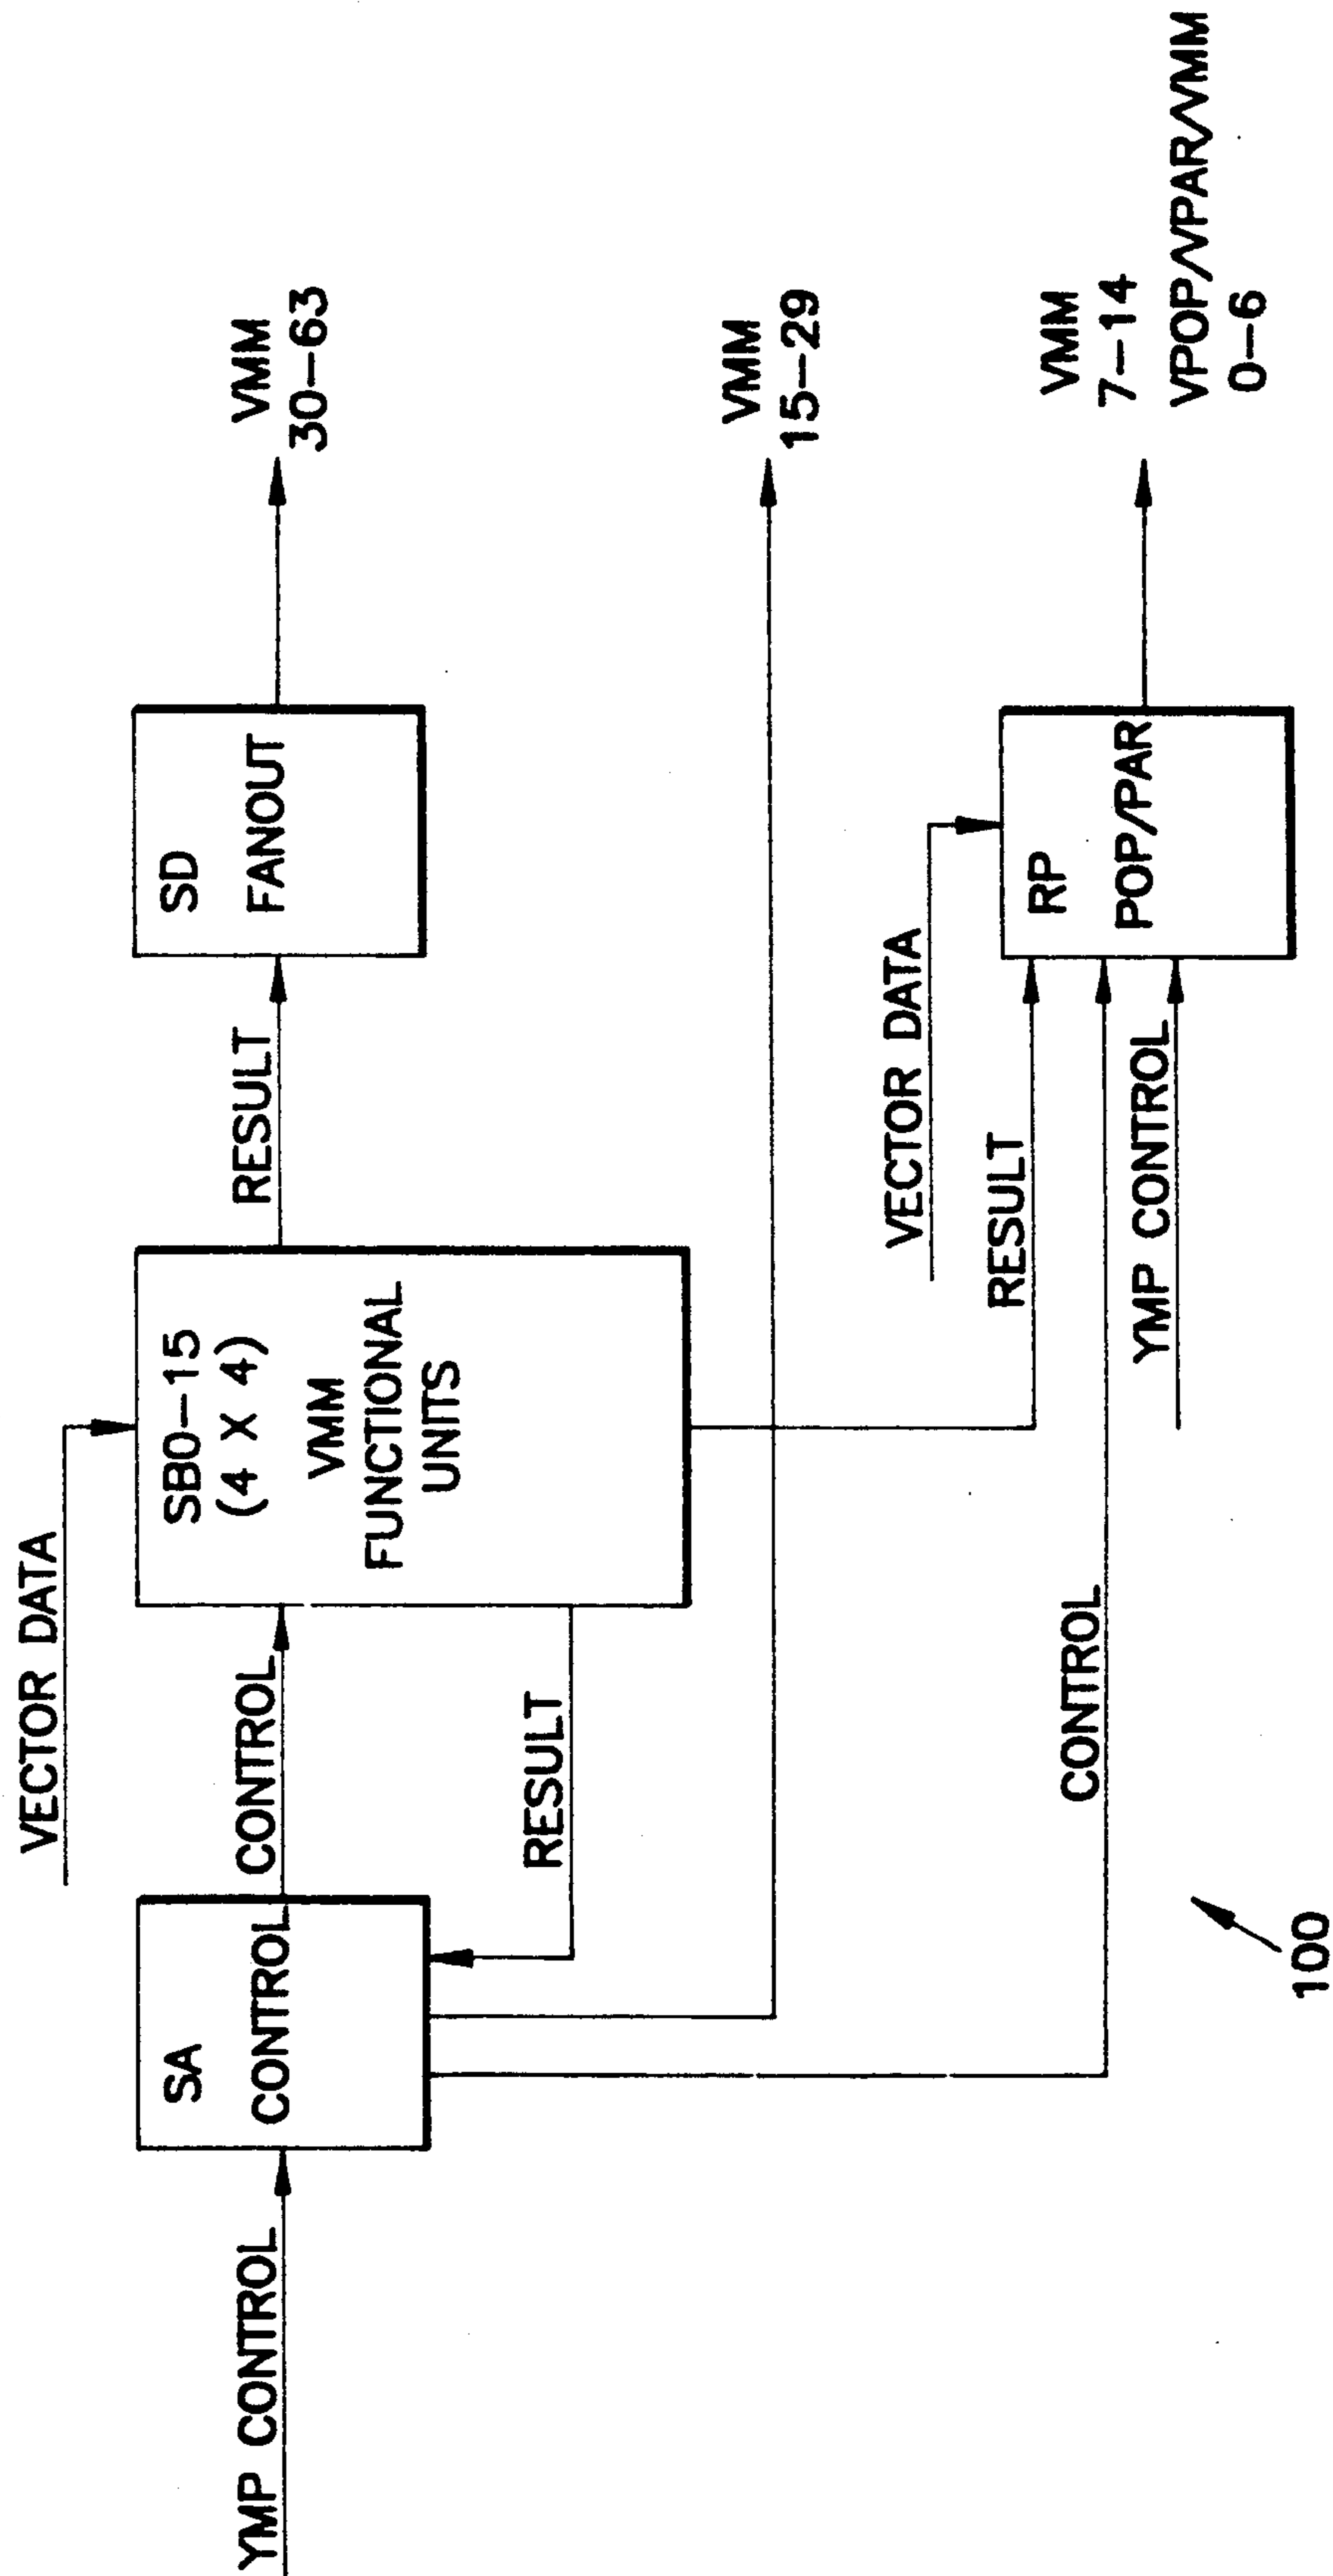 YMP CONTROL
SA
CONTROL
CONTROL
VECTOR DATA
SB0-15
(4 X 4)
VMM
FUNCTIONAL
UNITS
RESULT
RESULT
SD
FANOUT
VMM
30-63
VMM
15-29
VECTOR DATA
RESULT
CONTROL
YMP CONTROL
RP
POP/PAR
VMM
7-14
VPOP/VPAR/VMM
0-6
100